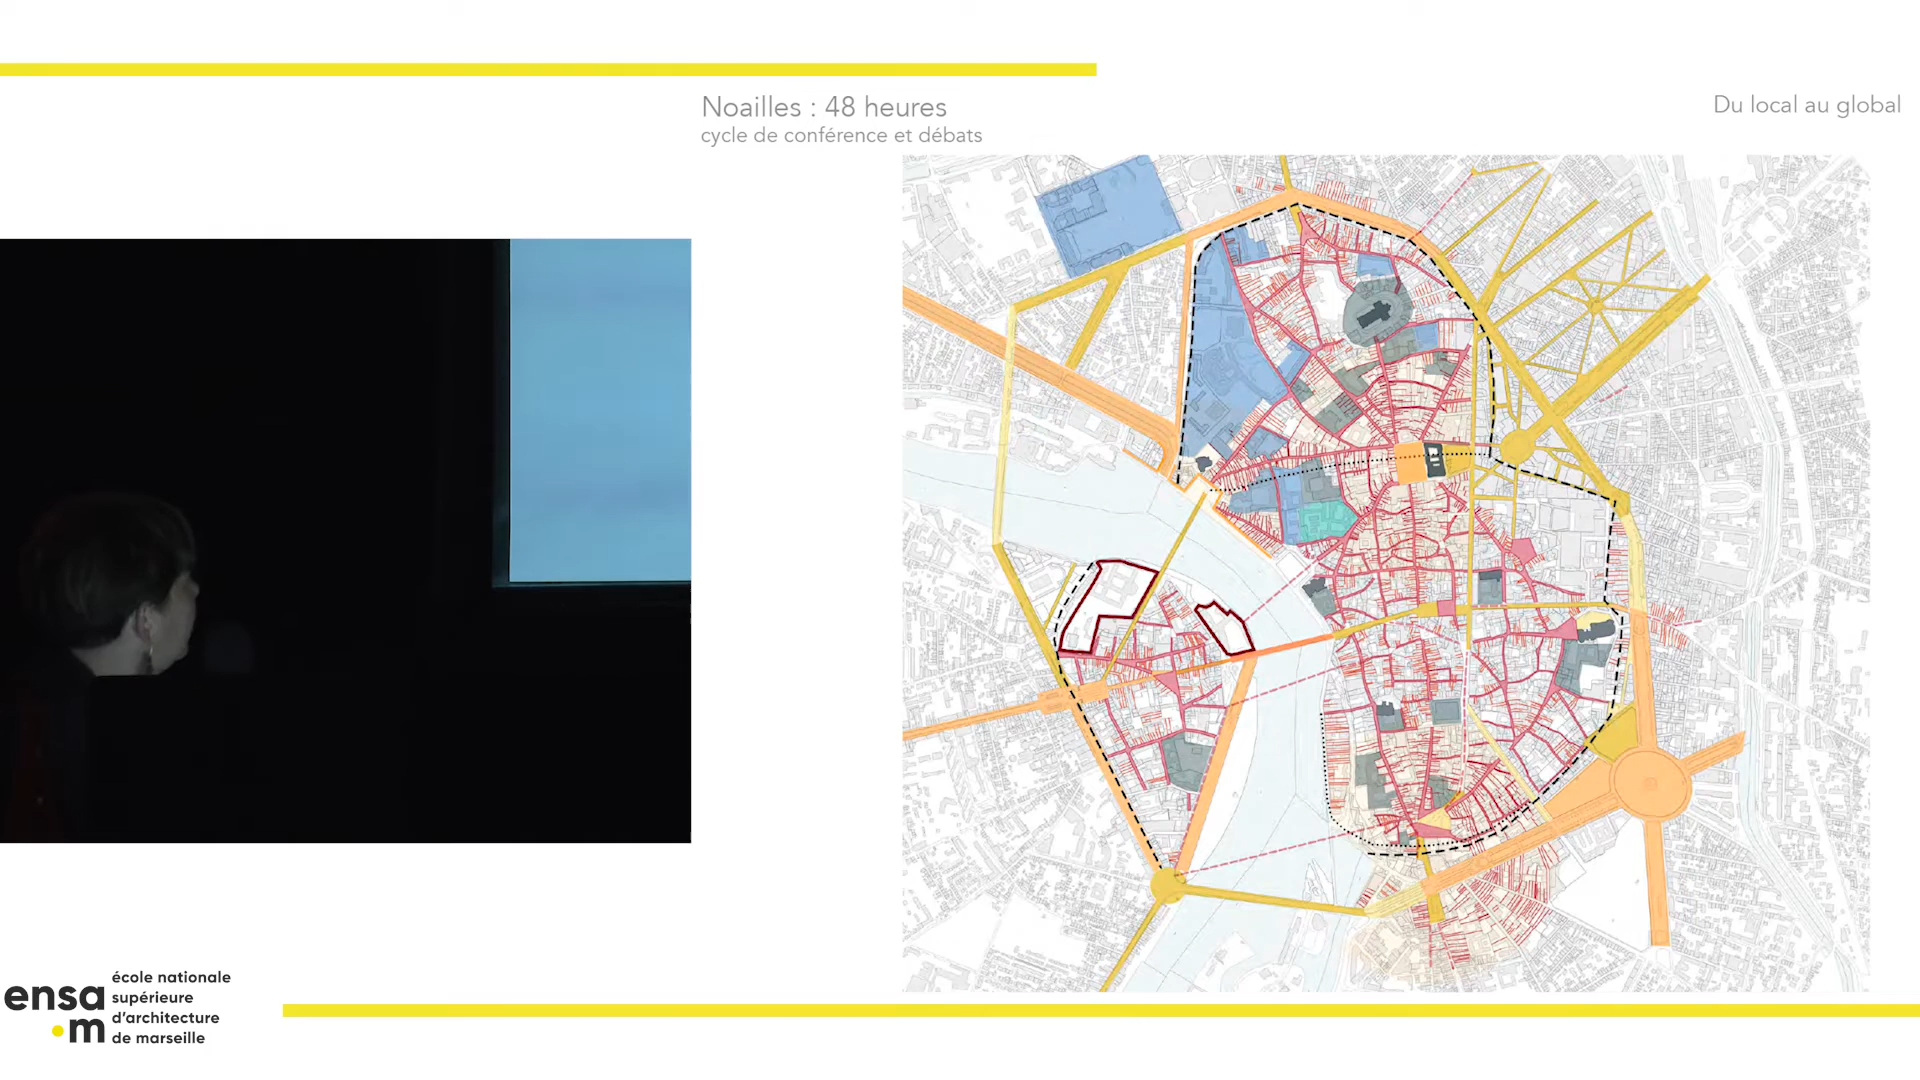 Noailles : 48 heures
cycle de conférence et débats
Du local au global
ensa
•m
école nationale
supérieure
d'architecture
de marseille